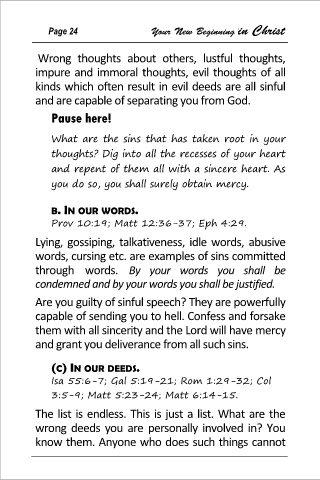 Page 24
Your New Beginning in Christ
Wrong thoughts about others, lustful thoughts,
impure and immoral thoughts, evil thoughts of all
kinds which often result in evil deeds are all sinful
and are capable of separating you from God.
Pause here!
What are the sins that has taken root in your
thoughts? Dig into all the recesses of your heart
and repent of them all with a sincere heart. As
you do so, you shall surely obtain mercy.
B. IN OUR WORDS.
Prov 10:19; Matt 12:36-37; Eph 4:29.
Lying, gossiping, talkativeness, idle words, abusive
words, cursing etc. are examples of sins committed
through words. By your words you shall be
condemned and by your words you shall be justified.
Are you guilty of sinful speech? They are powerfully
capable of sending you to hell. Confess and forsake
them with all sincerity and the Lord will have mercy
and grant you deliverance from all such sins.
(C) IN OUR DEEDS.
Isa 55:6-7; Gal 5:19-21; Rom 1:29-32; Col
3:5-9; Matt 5:23-24; Matt 6:14-15.
The list is endless. This is just a list. What are the
wrong deeds you are personally involved in? You
know them. Anyone who does such things cannot